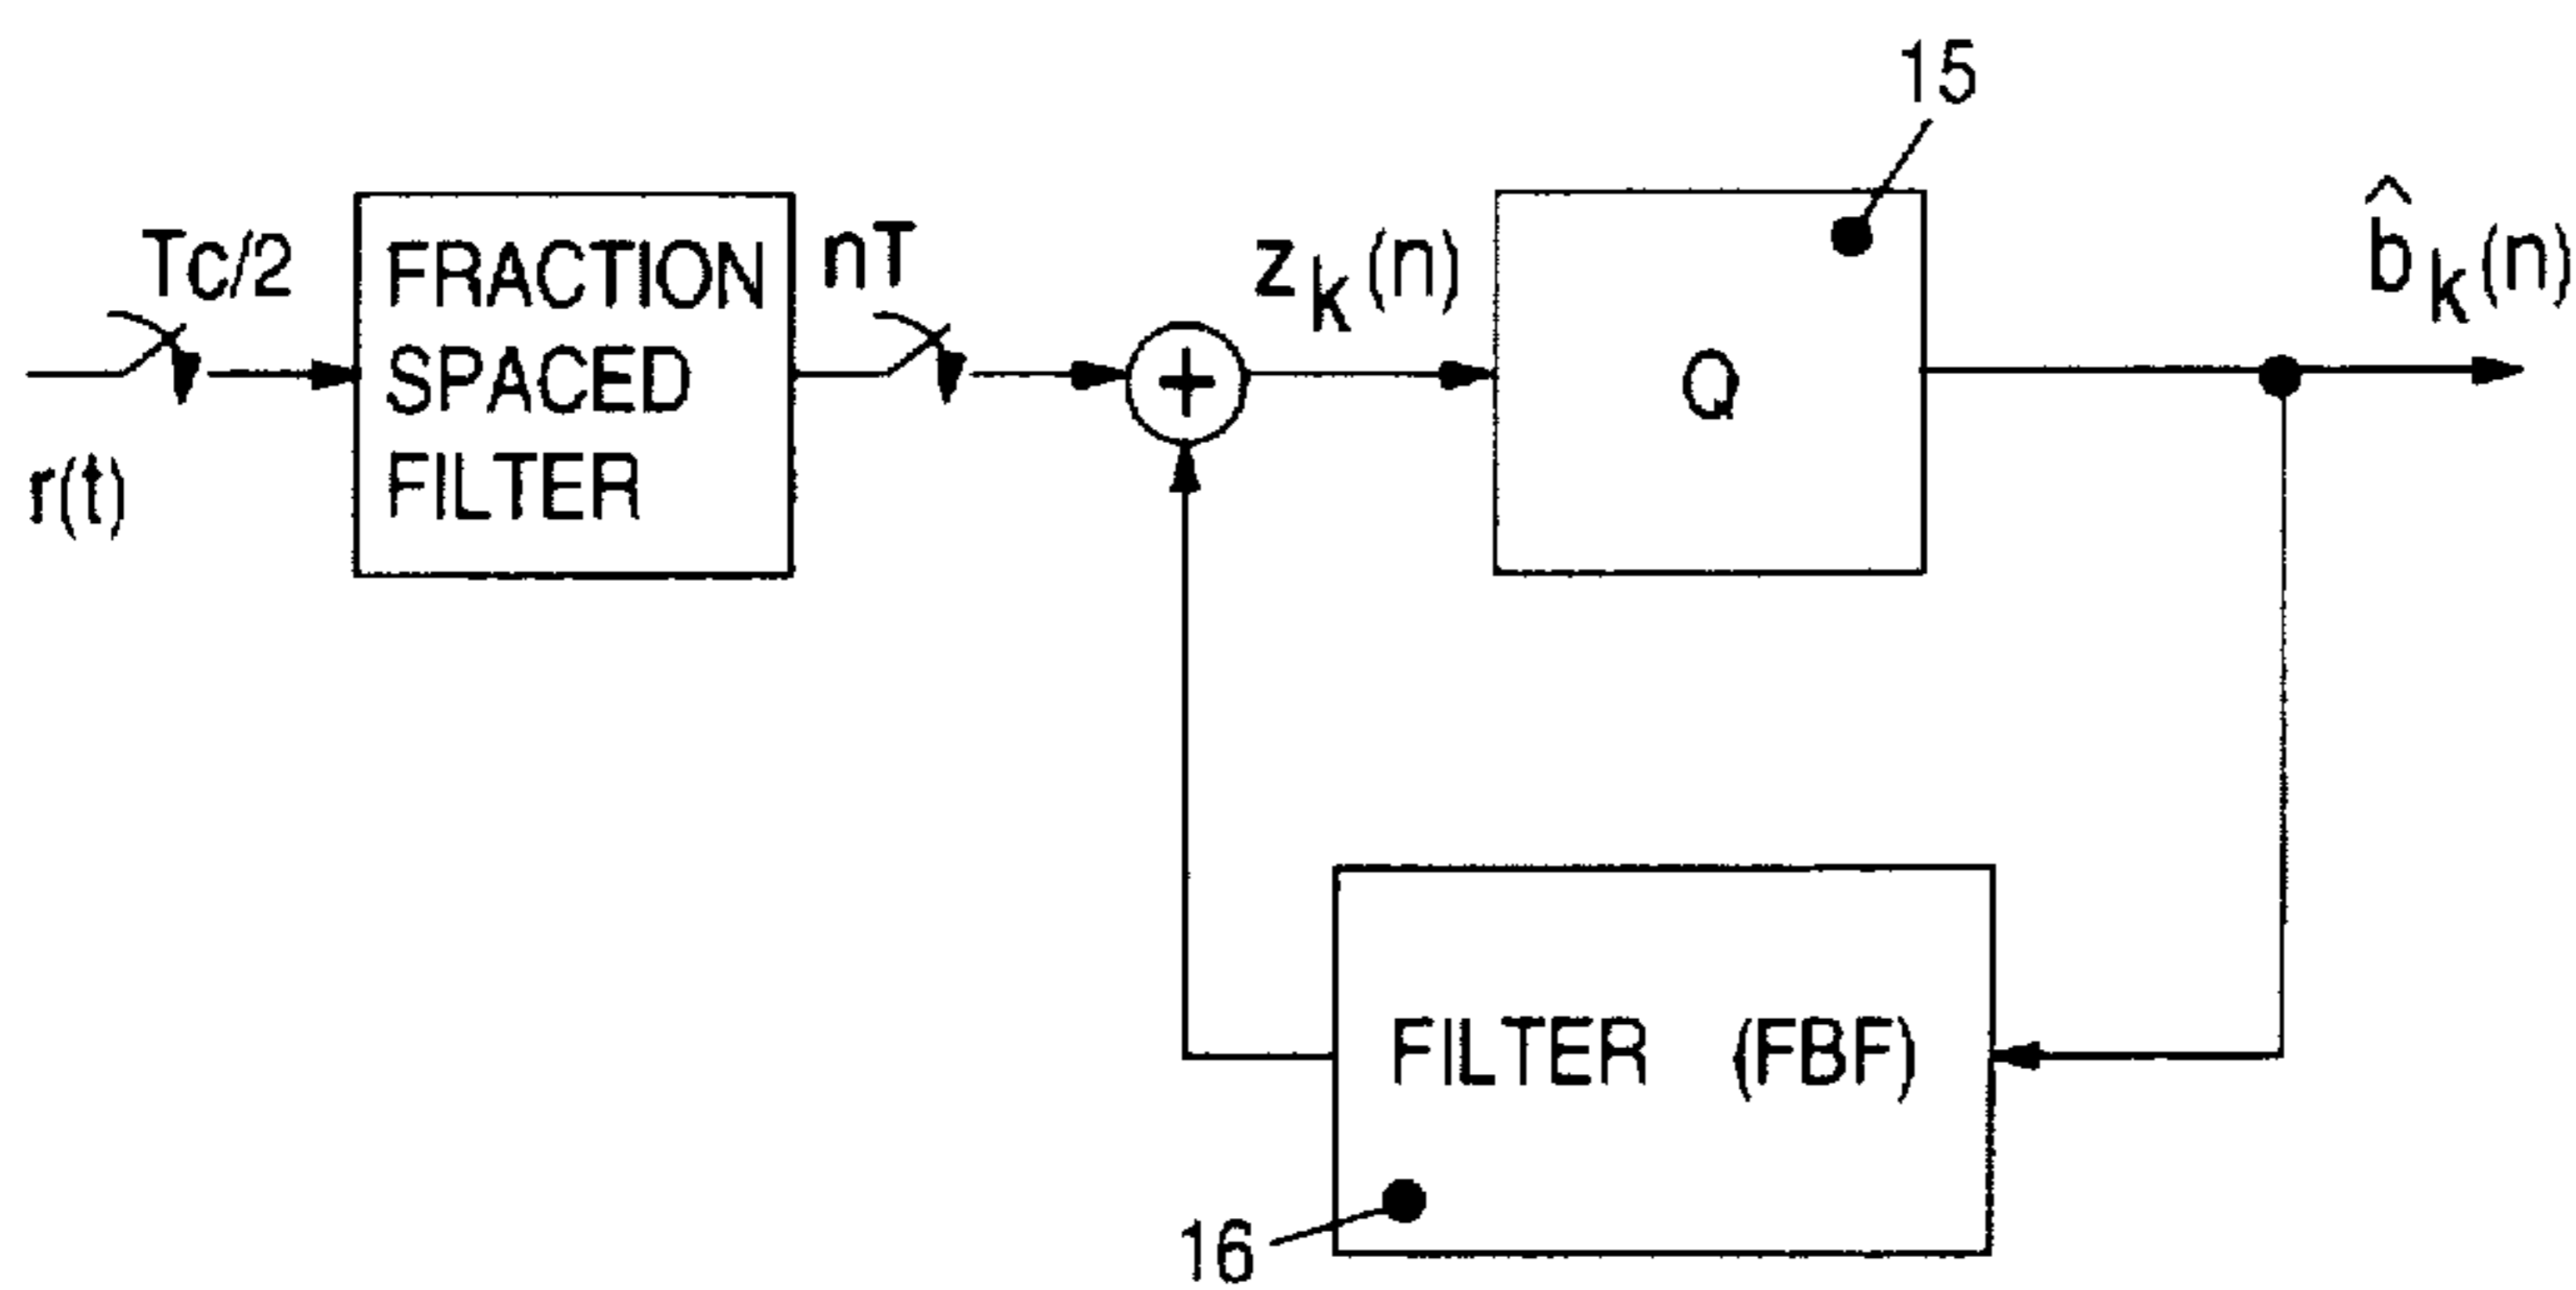 15
Tc/2
r(t)
FRACTION
SPACED
FILTER
nT
+
z_k(n)
Q
b̂_k(n)
FILTER (FBF)
16